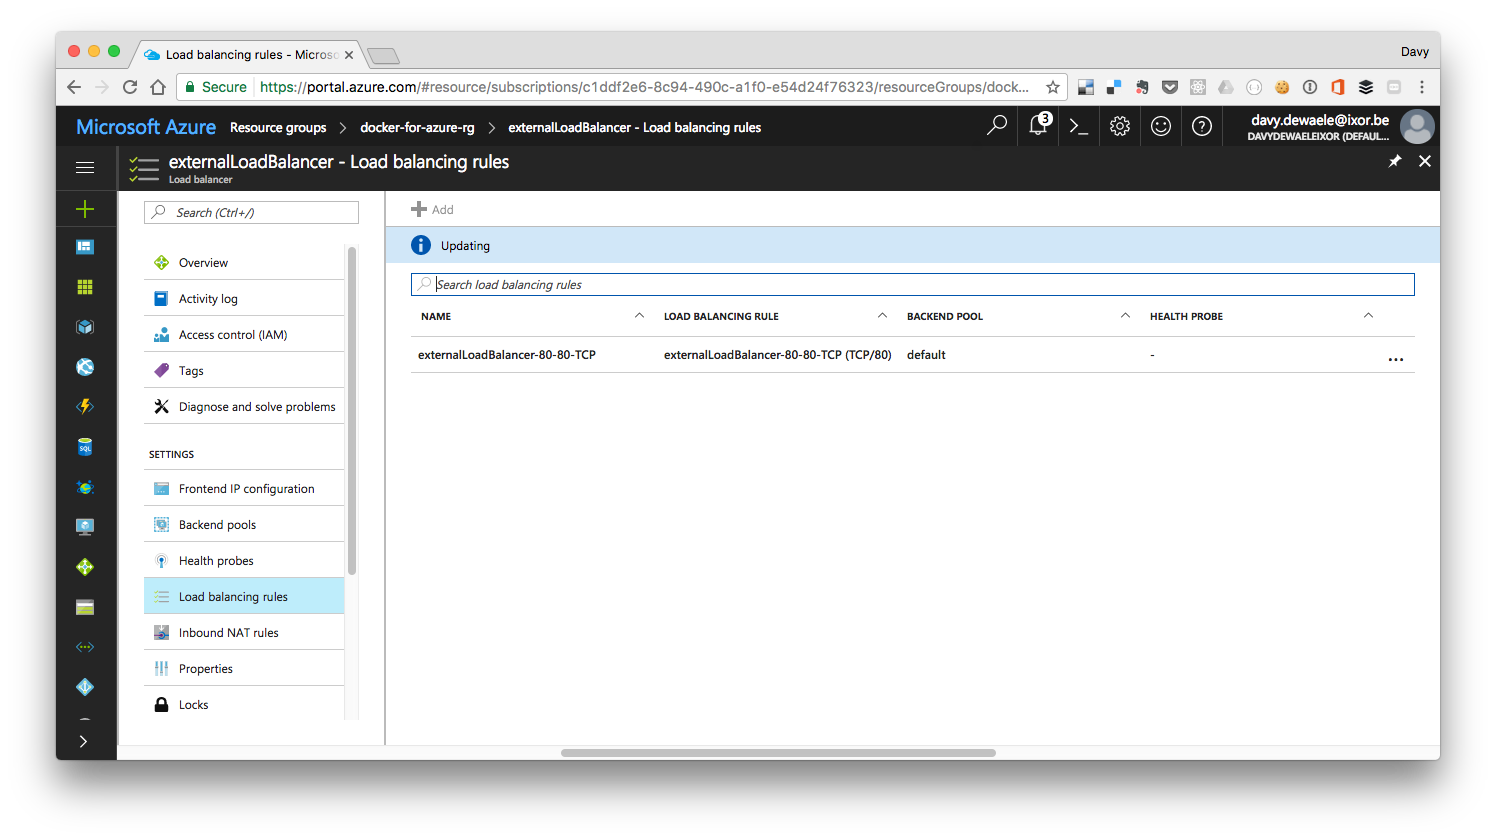 Load balancing rules - Microso
Davy
Secure https://portal.azure.com/#resource/subscriptions/c1ddf2e6-8c94-490c-a1f0-e54d24f76323/resourceGroups/dock...
Microsoft Azure Resource groups > docker-for-azure-rg > externalLoadBalancer - Load balancing rules
3
davy.dewaele@ixor.be
DAVYDEWAELEIXOR (DEFAUL...
externalLoadBalancer - Load balancing rules
Load balancer
Search (Ctrl+/)
Overview
Activity log
Access control (IAM)
Tags
Diagnose and solve problems
SETTINGS
Frontend IP configuration
Backend pools
Health probes
Load balancing rules
Inbound NAT rules
Properties
Locks
SQL
Add
Updating
Search load balancing rules
NAME LOAD BALANCING RULE BACKEND POOL HEALTH PROBE
externalLoadBalancer-80-80-TCP externalLoadBalancer-80-80-TCP (TCP/80) default - ...